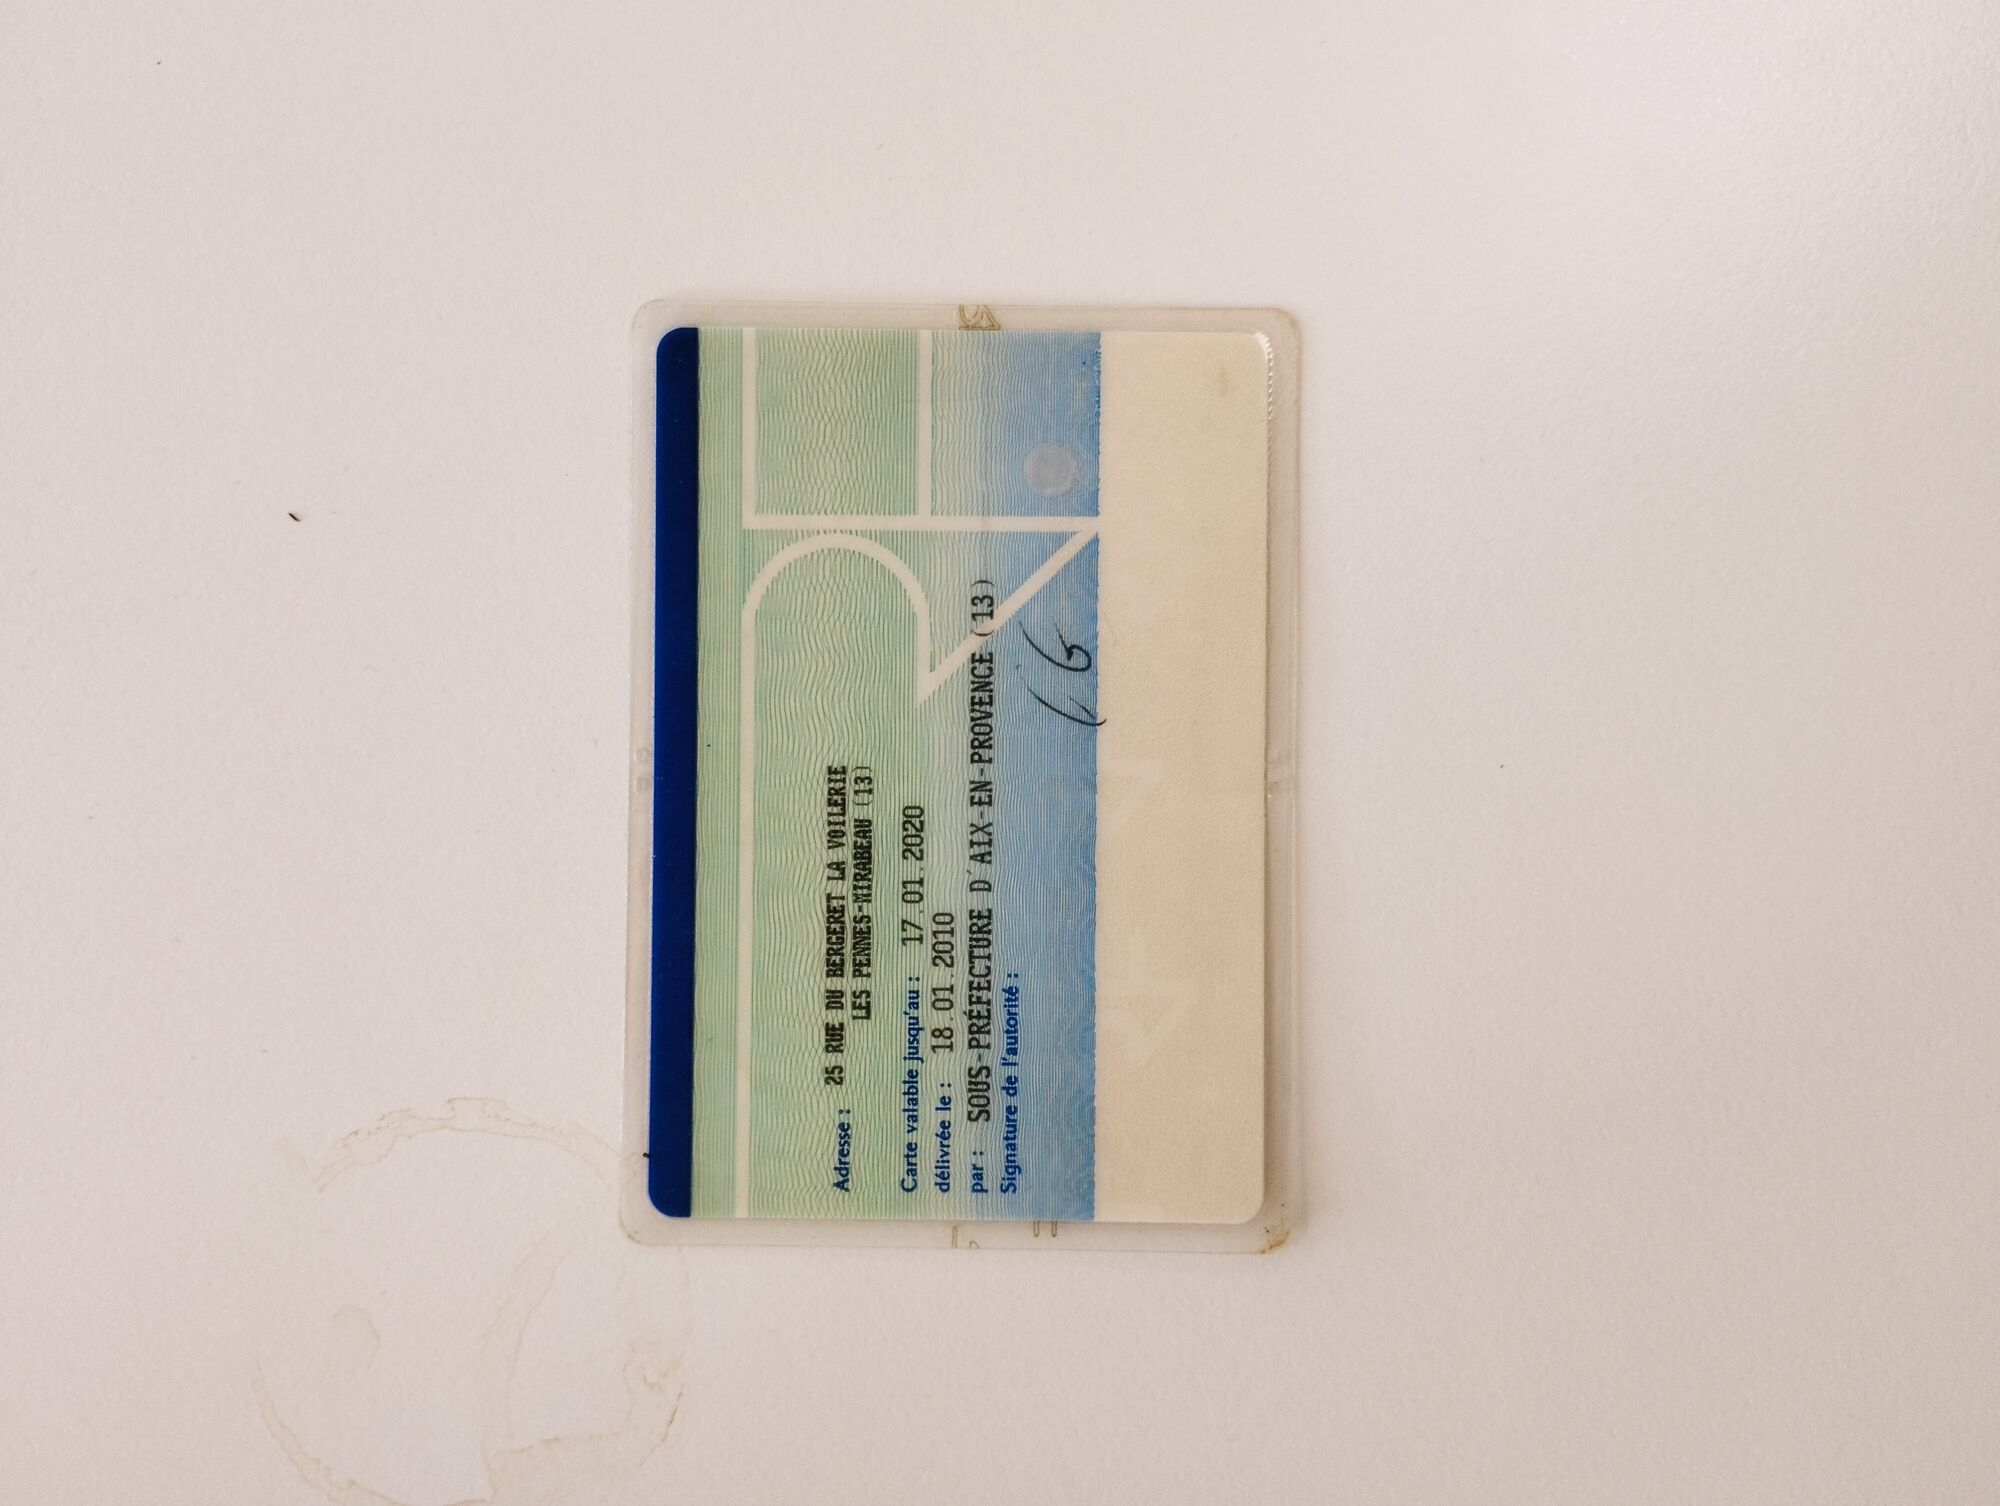 Adresse : 25 RUE DU BERGERET LA VOILERIE
LES PENNES-MIRABEAU (13)
Carte valable jusqu'au : 17.01.2020
délivrée le : 18.01.2010
par : SOUS-PRÉFECTURE D'AIX-EN-PROVENCE (13)
Signature de l'autorité :